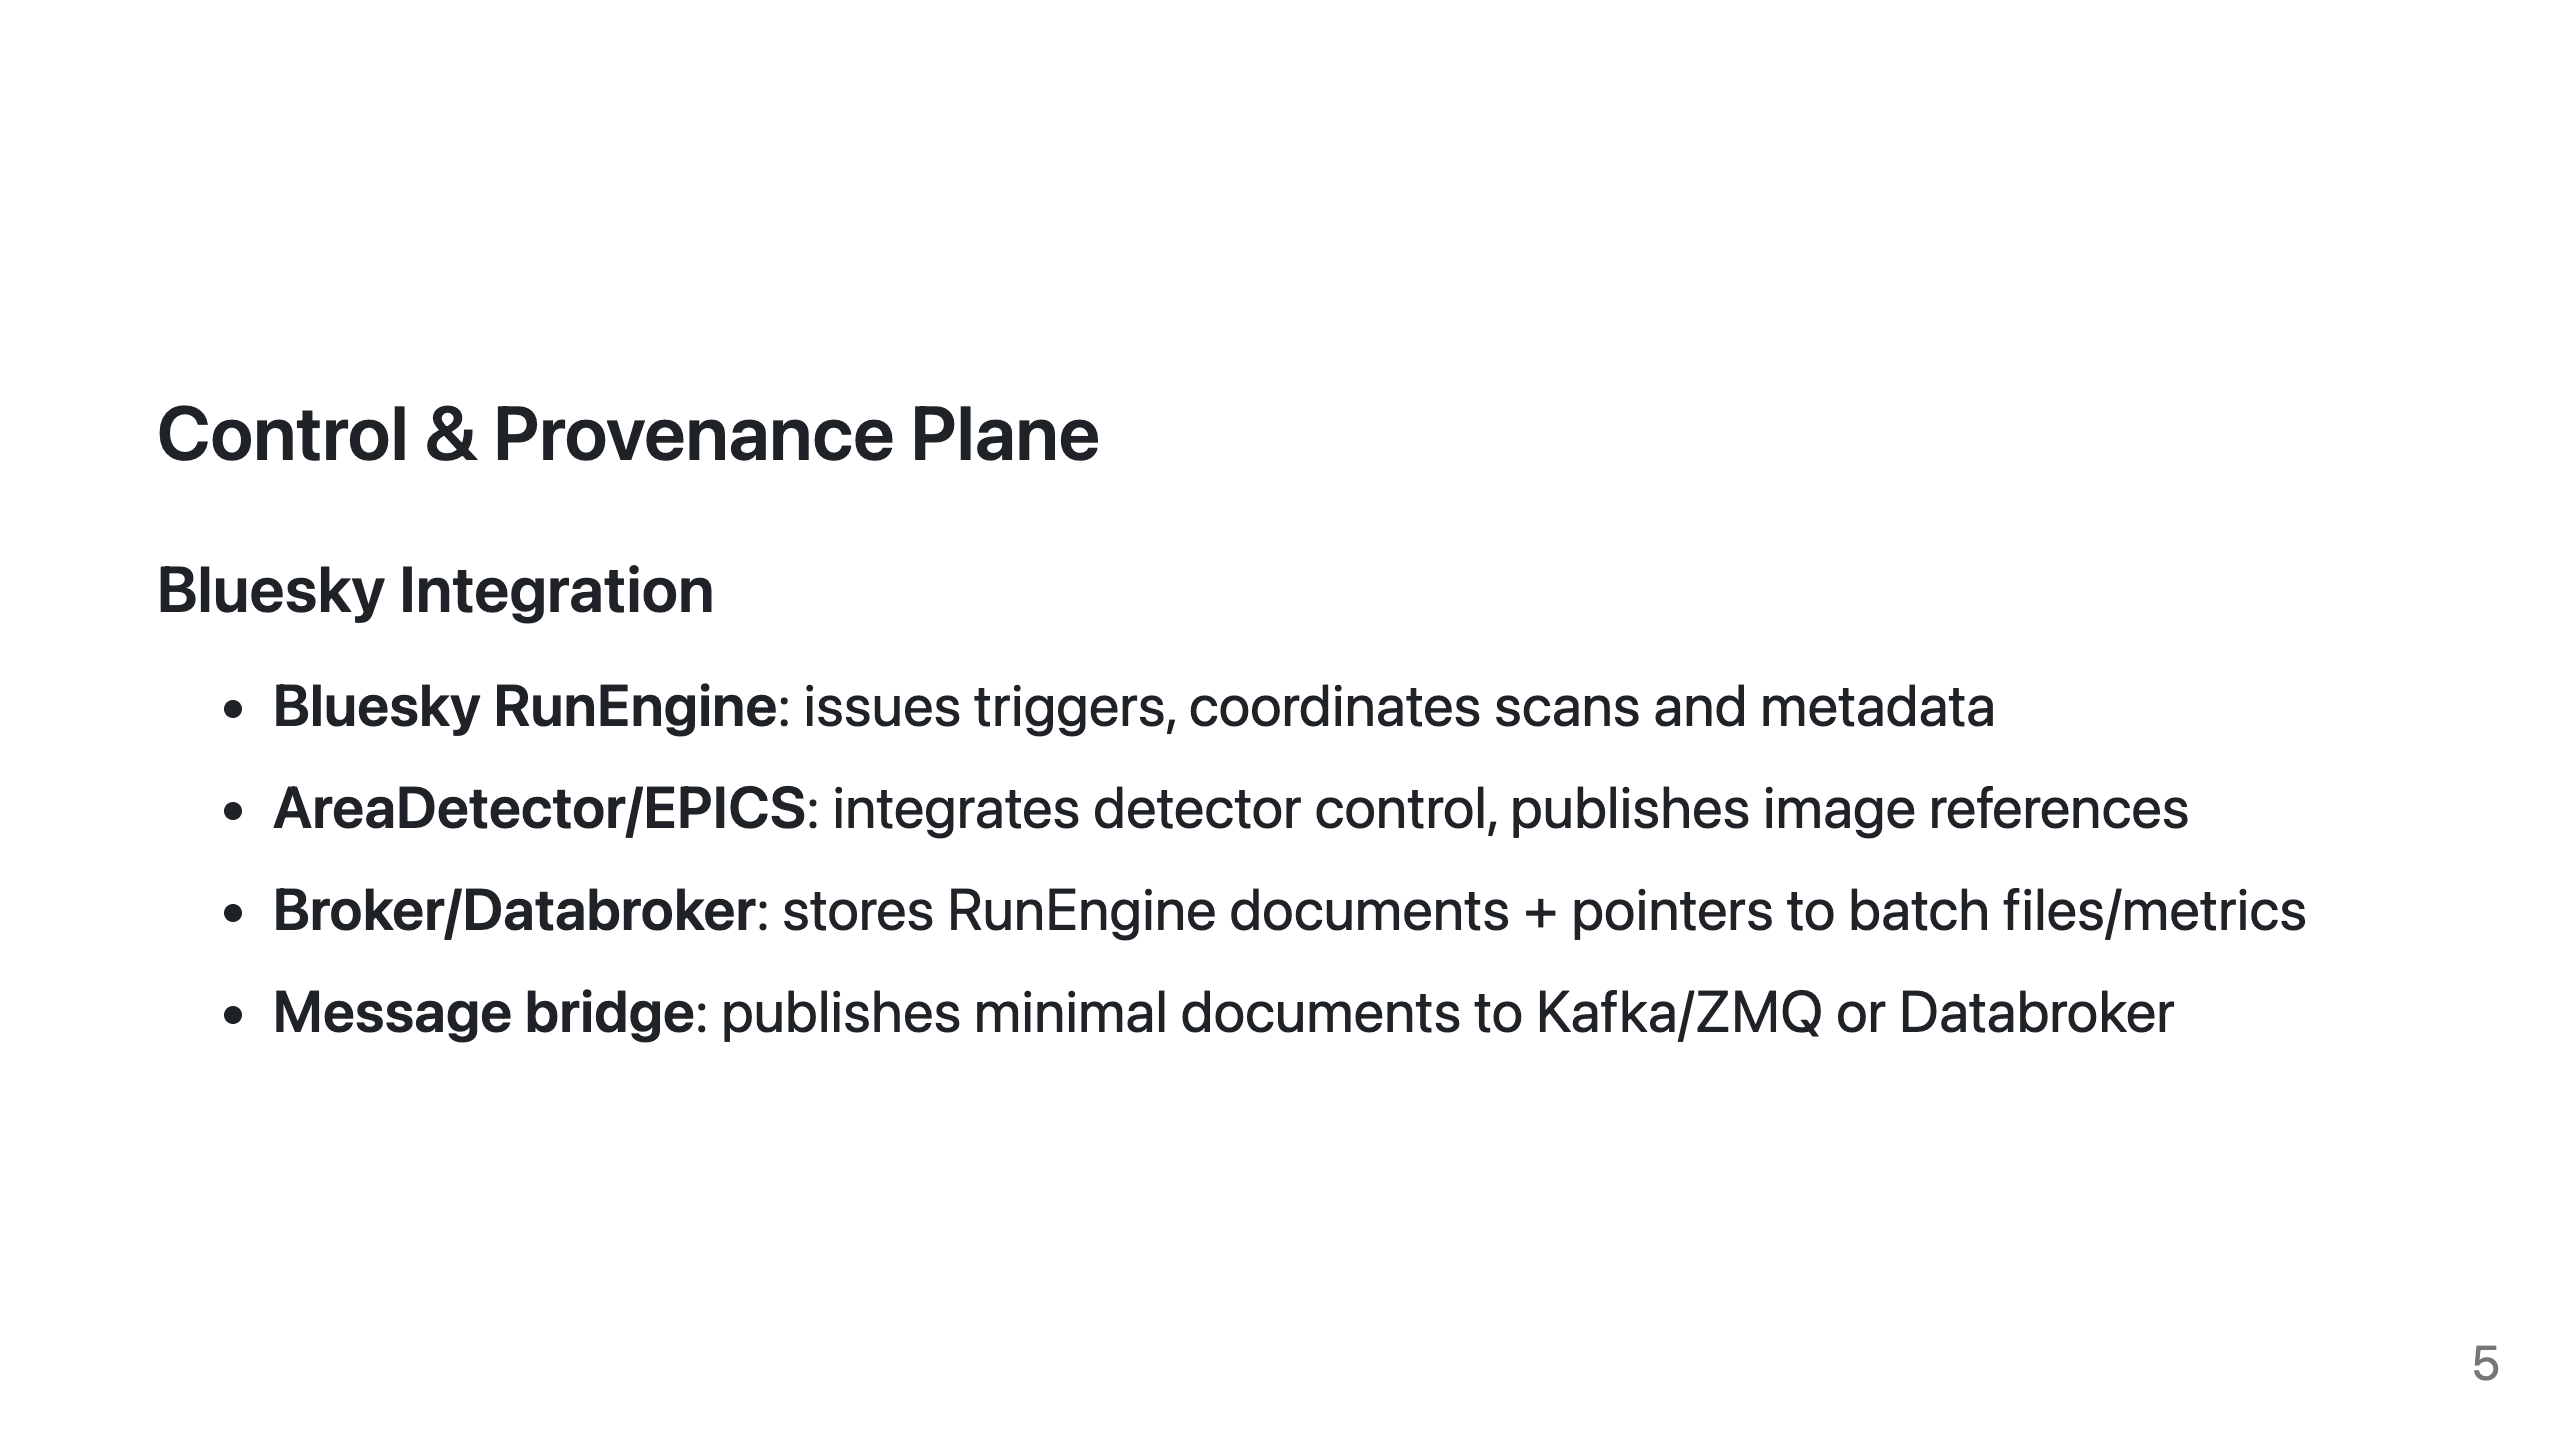 Control & Provenance Plane
Bluesky Integration
• Bluesky RunEngine: issues triggers, coordinates scans and metadata
• AreaDetector/EPICS: integrates detector control, publishes image references
• Broker/Databroker: stores RunEngine documents + pointers to batch files/metrics
• Message bridge: publishes minimal documents to Kafka/ZMQ or Databroker
5